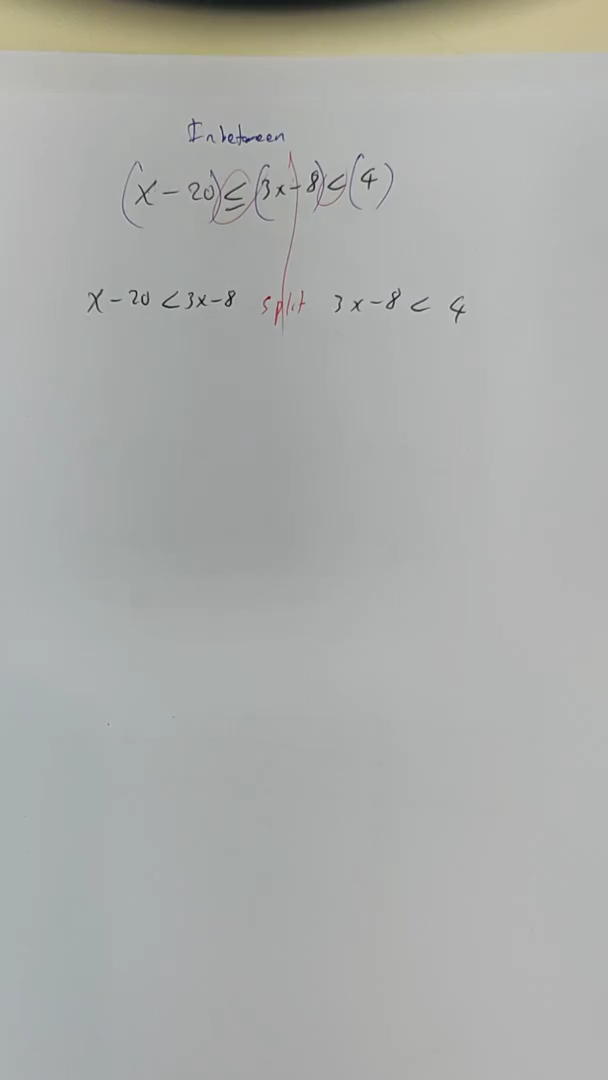 Inbetween
(x-20)≤(3x-8)<(4)
x-20<3x-8 split 3x-8< 4